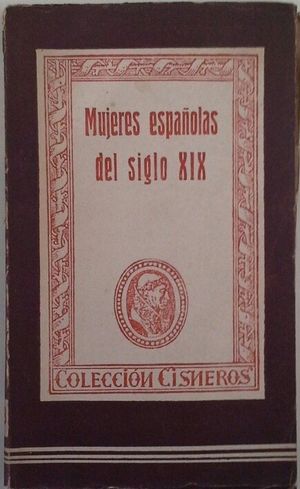 Mujeres españolas
del siglo XIX
COLECCIÓN CISNEROS